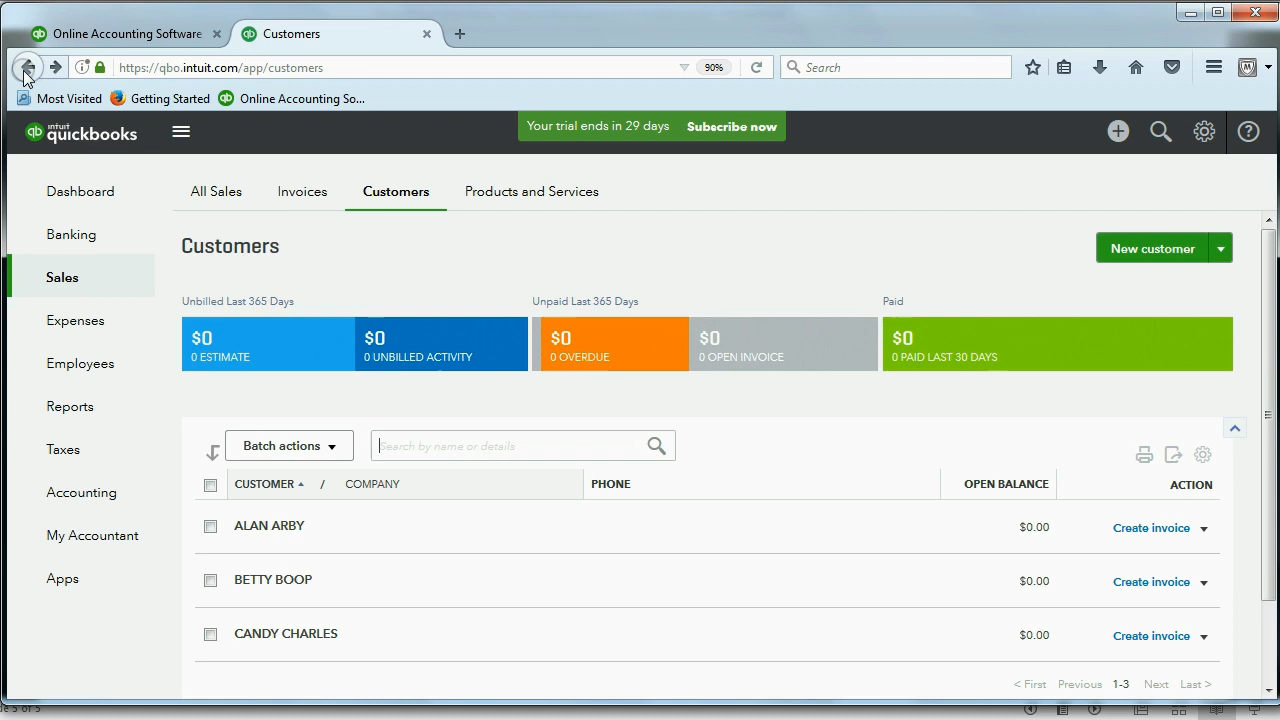 Online Accounting Software
Customers
https://qbo.intuit.com/app/customers
90%
Search
Most Visited
Getting Started
Online Accounting So...
intuit
quickbooks
Your trial ends in 29 days Subscribe now
Dashboard
Banking
Sales
Expenses
Employees
Reports
Taxes
Accounting
My Accountant
Apps
All Sales
Invoices
Customers
Products and Services
Customers
New customer
Unbilled Last 365 Days
Unpaid Last 365 Days
Paid
$0
0 ESTIMATE
$0
0 UNBILLED ACTIVITY
$0
0 OVERDUE
$0
0 OPEN INVOICE
$0
0 PAID LAST 30 DAYS
Batch actions
Search by name or details
CUSTOMER / COMPANY PHONE OPEN BALANCE ACTION
ALAN ARBY $0.00 Create invoice
BETTY BOOP $0.00 Create invoice
CANDY CHARLES $0.00 Create invoice
< First Previous 1-3 Next Last >
5 of 5